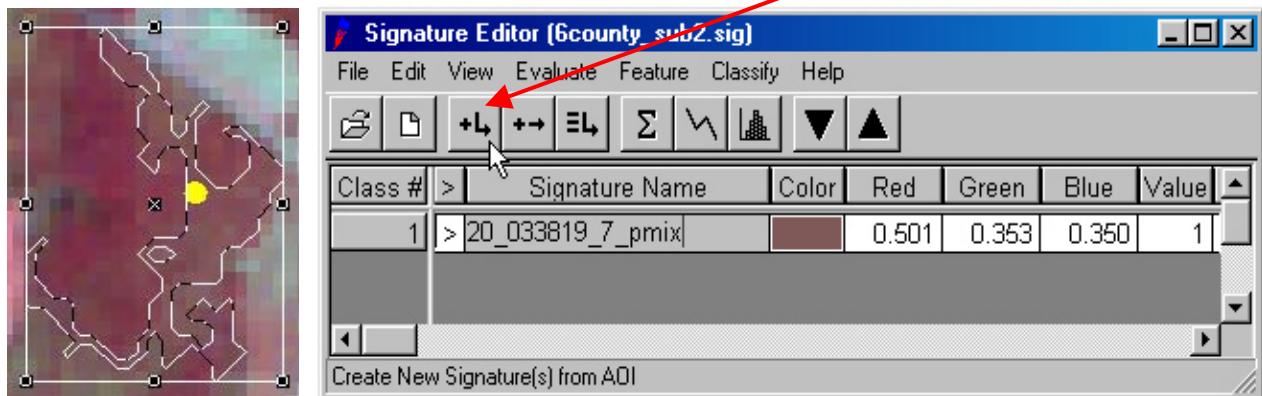 Signature Editor (6county_sub2.sig)
File Edit View Evaluate Feature Classify Help
Class # > Signature Name Color Red Green Blue Value
1 > 20_033819_7_pmix 0.501 0.353 0.350 1
Create New Signature(s) from AOI